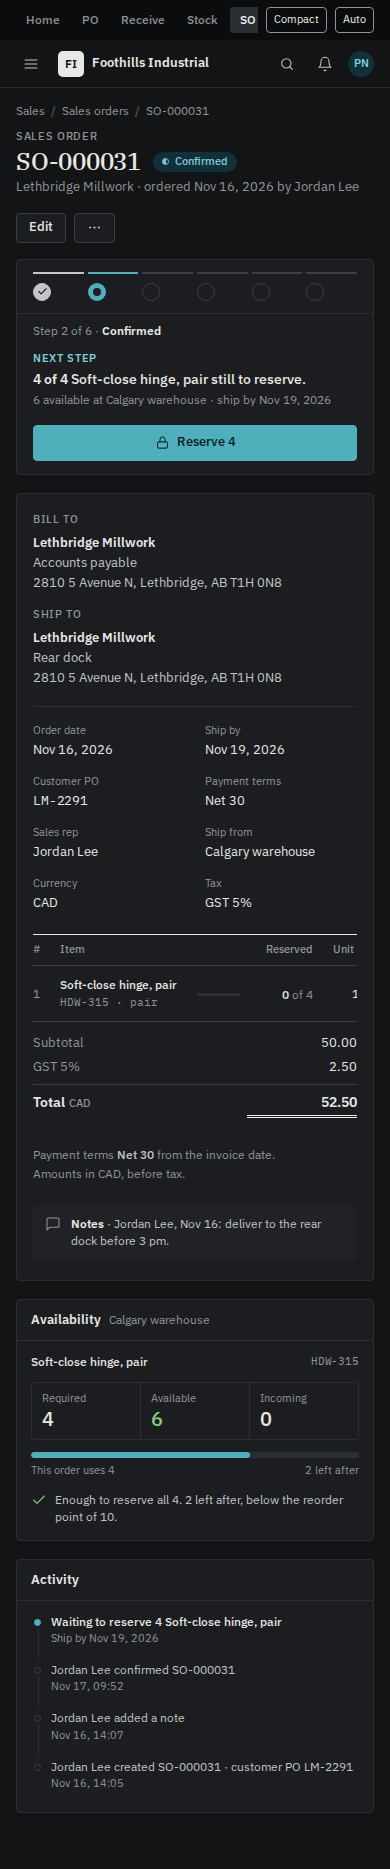 Home PO Receive Stock SO Compact Auto
FI Foothills Industrial PN
Sales / Sales orders / SO-000031
SALES ORDER
SO-000031 Confirmed
Lethbridge Millwork · ordered Nov 16, 2026 by Jordan Lee
Edit ···
Step 2 of 6 · Confirmed
NEXT STEP
4 of 4 Soft-close hinge, pair still to reserve.
6 available at Calgary warehouse · ship by Nov 19, 2026
Reserve 4
BILL TO
Lethbridge Millwork
Accounts payable
2810 5 Avenue N, Lethbridge, AB T1H 0N8
SHIP TO
Lethbridge Millwork
Rear dock
2810 5 Avenue N, Lethbridge, AB T1H 0N8
Order date Ship by
Nov 16, 2026 Nov 19, 2026
Customer PO Payment terms
LM-2291 Net 30
Sales rep Ship from
Jordan Lee Calgary warehouse
Currency Tax
CAD GST 5%
# Item Reserved Unit
1 Soft-close hinge, pair 0 of 4 1
HDW-315 · pair
Subtotal 50.00
GST 5% 2.50
Total CAD 52.50
Payment terms Net 30 from the invoice date.
Amounts in CAD, before tax.
Notes · Jordan Lee, Nov 16: deliver to the rear
dock before 3 pm.
Availability Calgary warehouse
Soft-close hinge, pair HDW-315
Required Available Incoming
4 6 0
This order uses 4 2 left after
Enough to reserve all 4. 2 left after, below the reorder
point of 10.
Activity
Waiting to reserve 4 Soft-close hinge, pair
Ship by Nov 19, 2026
Jordan Lee confirmed SO-000031
Nov 17, 09:52
Jordan Lee added a note
Nov 16, 14:07
Jordan Lee created SO-000031 · customer PO LM-2291
Nov 16, 14:05